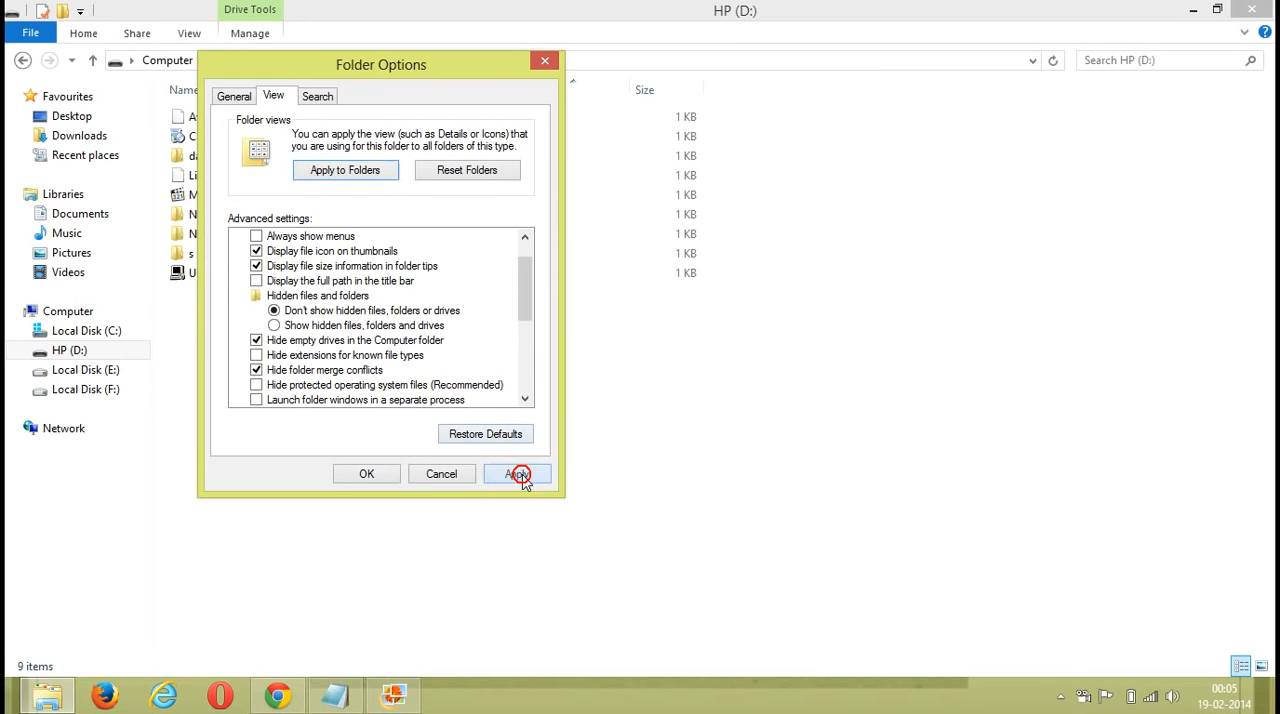 Drive Tools
HP (D:)
File
Home
Share
View
Manage
Computer
Search HP (D:)
Folder Options
Favourites
Desktop
Downloads
Recent places
Libraries
Documents
Music
Pictures
Videos
Computer
Local Disk (C:)
HP (D:)
Local Disk (E:)
Local Disk (F:)
Network
General
View
Search
Folder views
You can apply the view (such as Details or Icons) that
you are using for this folder to all folders of this type.
Apply to Folders
Reset Folders
Advanced settings:
Always show menus
Display file icon on thumbnails
Display file size information in folder tips
Display the full path in the title bar
Hidden files and folders
Don't show hidden files, folders or drives
Show hidden files, folders and drives
Hide empty drives in the Computer folder
Hide extensions for known file types
Hide folder merge conflicts
Hide protected operating system files (Recommended)
Launch folder windows in a separate process
Restore Defaults
OK
Cancel
Apply
Size
1 KB
1 KB
1 KB
1 KB
1 KB
1 KB
1 KB
1 KB
1 KB
9 items
00:05
19-02-2014